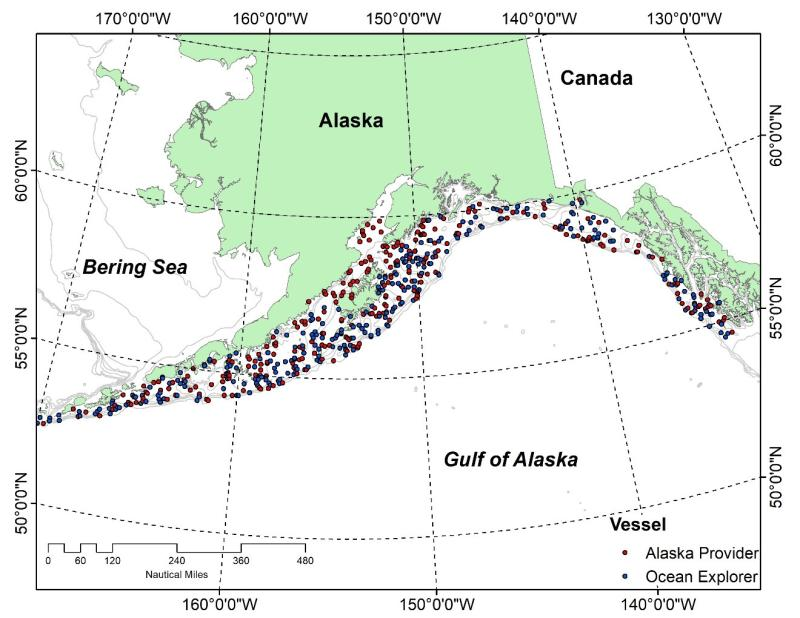 170°0'0"W 160°0'0"W 150°0'0"W 140°0'0"W 130°0'0"W
Canada
Alaska
60°0'0"N
60°0'0"N
Bering Sea
55°0'0"N
55°0'0"N
Gulf of Alaska
50°0'0"N
50°0'0"N
Vessel
Alaska Provider
Ocean Explorer
0 60 120 240 360 480
Nautical Miles
160°0'0"W 150°0'0"W 140°0'0"W